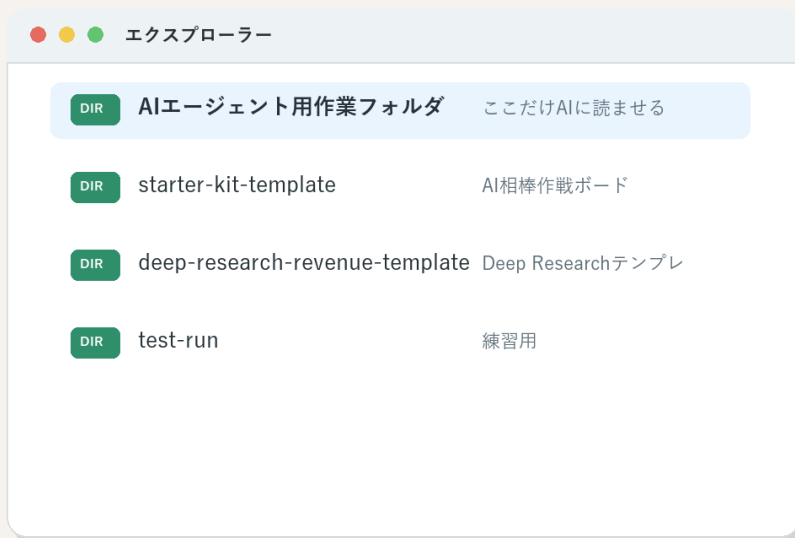 エクスプローラー
DIR AIエージェント用作業フォルダ ここだけAIに読ませる
DIR starter-kit-template AI相棒作戦ボード
DIR deep-research-revenue-template Deep Researchテンプレ
DIR test-run 練習用